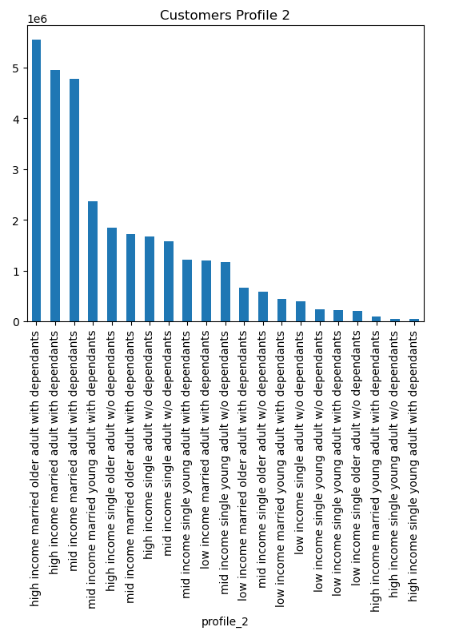 Customers Profile 2
1e6
5
4
3
2
1
0
high income married older adult with dependants
high income married adult with dependants
mid income married adult with dependants
mid income married young adult with dependants
high income single older adult w/o dependants
mid income married older adult with dependants
high income single adult w/o dependants
mid income single adult w/o dependants
mid income single young adult with dependants
low income married adult with dependants
mid income single young adult w/o dependants
low income married older adult with dependants
mid income single older adult w/o dependants
low income married young adult with dependants
low income single adult w/o dependants
low income single young adult w/o dependants
low income single young adult with dependants
low income single older adult w/o dependants
high income married young adult with dependants
high income single young adult w/o dependants
high income single young adult with dependants
profile_2